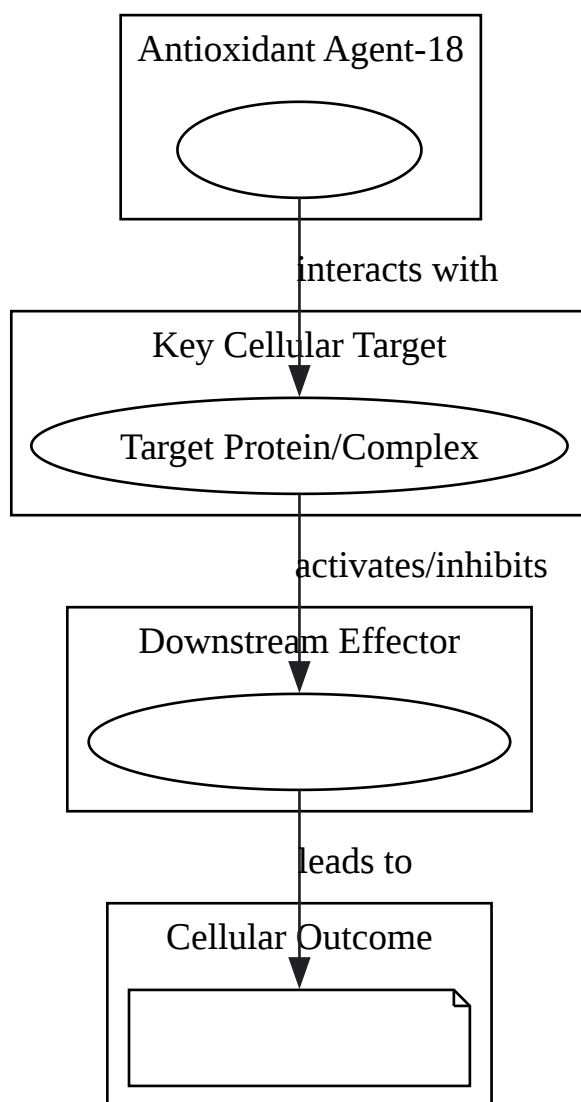 Antioxidant Agent-18
interacts with
Key Cellular Target
Target Protein/Complex
activates/inhibits
Downstream Effector
leads to
Cellular Outcome